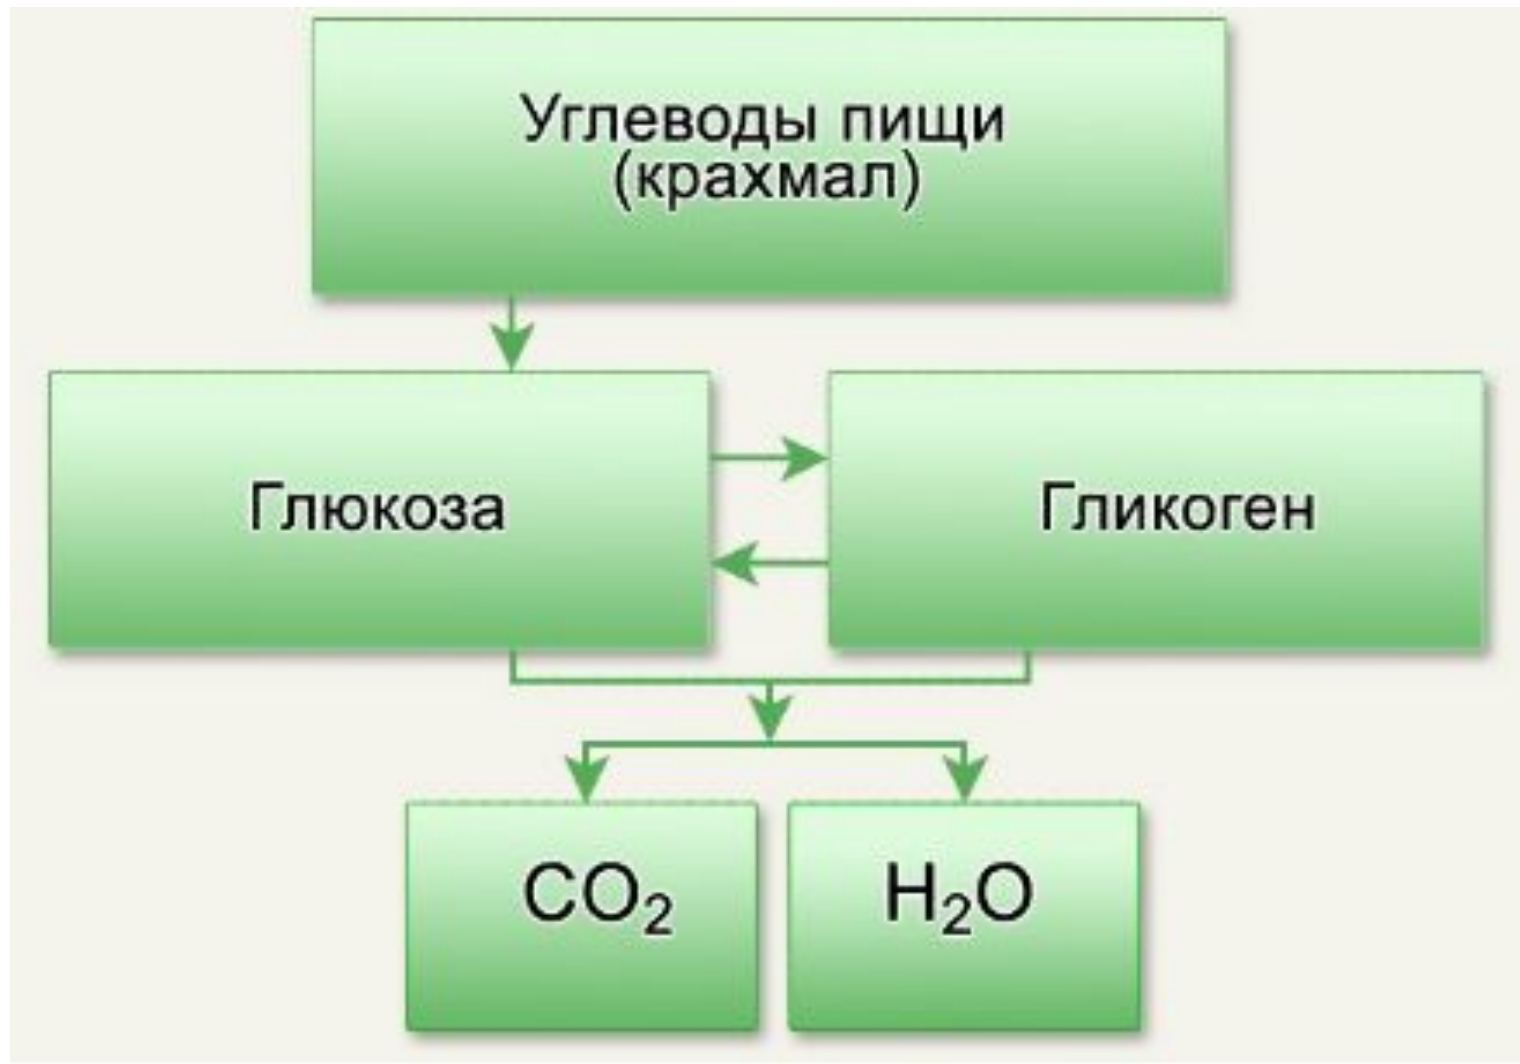 Углеводы пищи
(крахмал)
Глюкоза
Гликоген
CO₂
H₂O